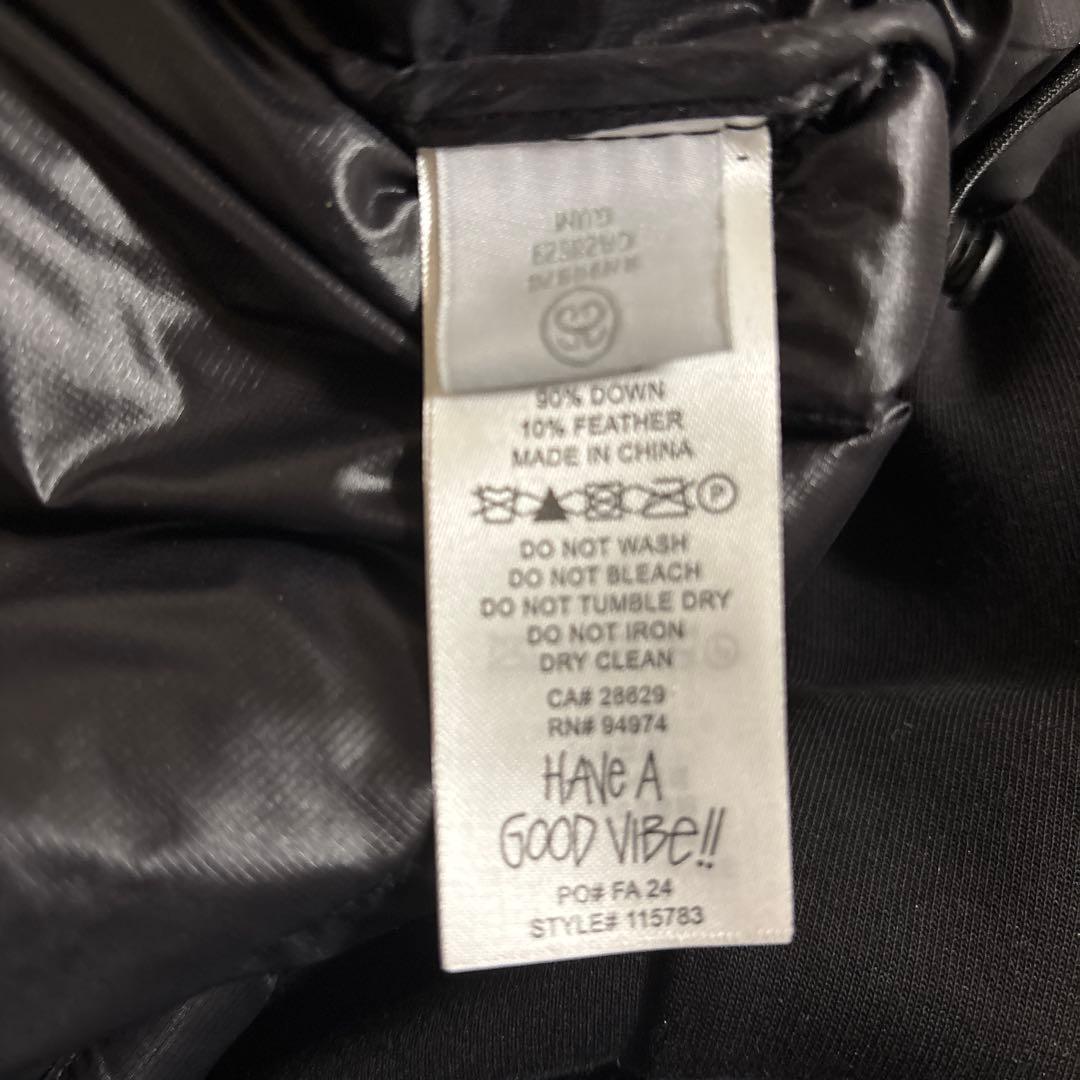 90% DOWN
10% FEATHER
MADE IN CHINA
P
DO NOT WASH
DO NOT BLEACH
DO NOT TUMBLE DRY
DO NOT IRON
DRY CLEAN
CA# 28629
RN# 94974
HAVE A
GOOD VIBE!!
PO# FA 24
STYLE# 115783